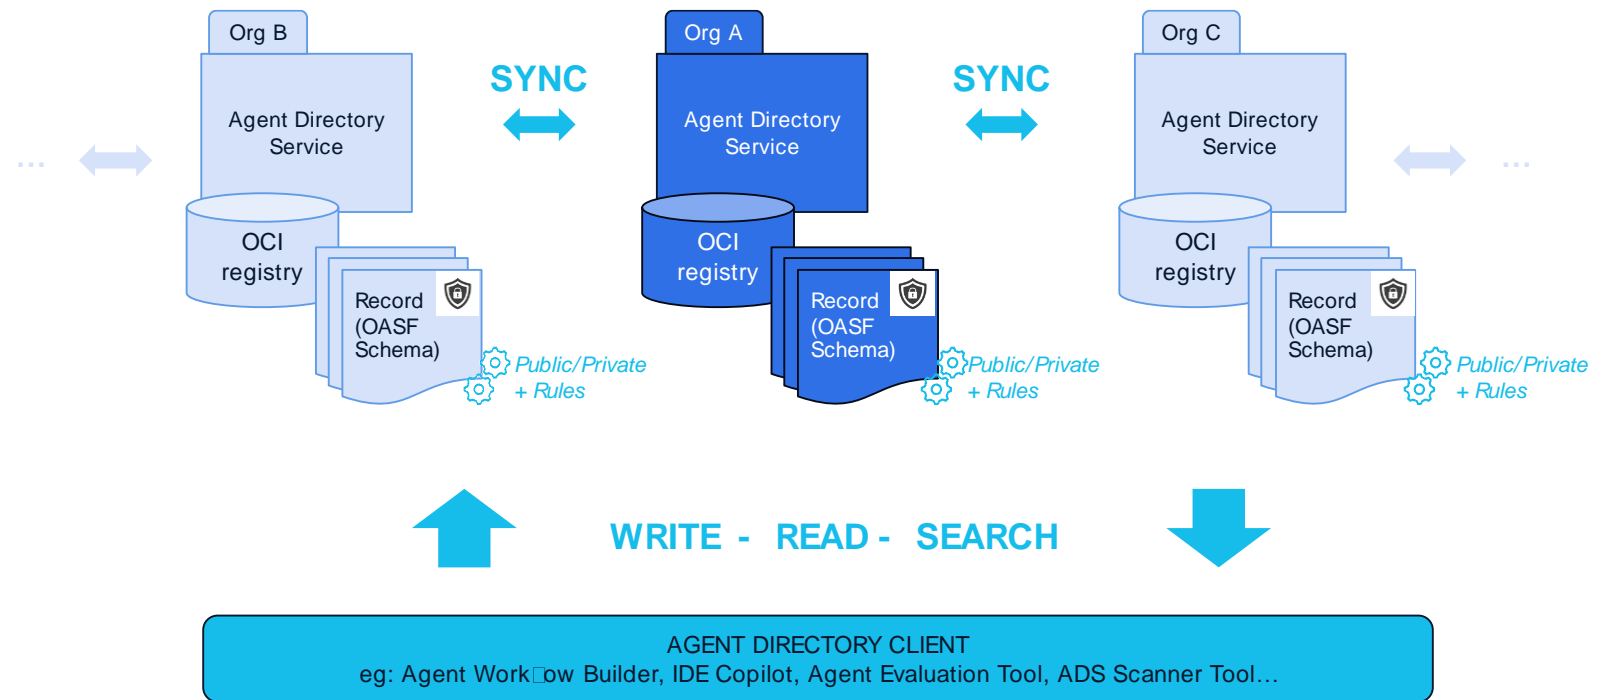 Org B
Org A
Org C
SYNC
SYNC
Agent Directory
Service
Agent Directory
Service
Agent Directory
Service
...
...
OCI
registry
OCI
registry
OCI
registry
Record
(OASF
Schema)
Record
(OASF
Schema)
Record
(OASF
Schema)
Public/Private
+ Rules
Public/Private
+ Rules
Public/Private
+ Rules
WRITE - READ - SEARCH
AGENT DIRECTORY CLIENT
eg: Agent Work□ow Builder, IDE Copilot, Agent Evaluation Tool, ADS Scanner Tool...